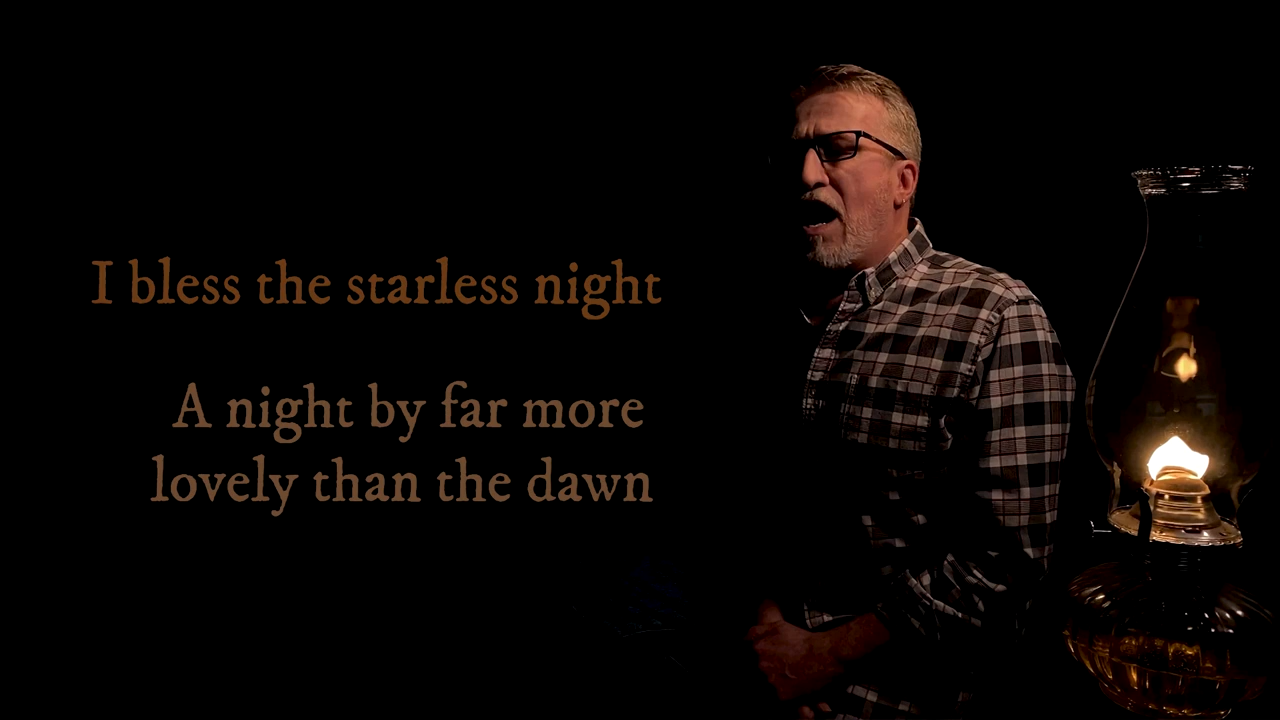 I bless the starless night
A night by far more
lovely than the dawn